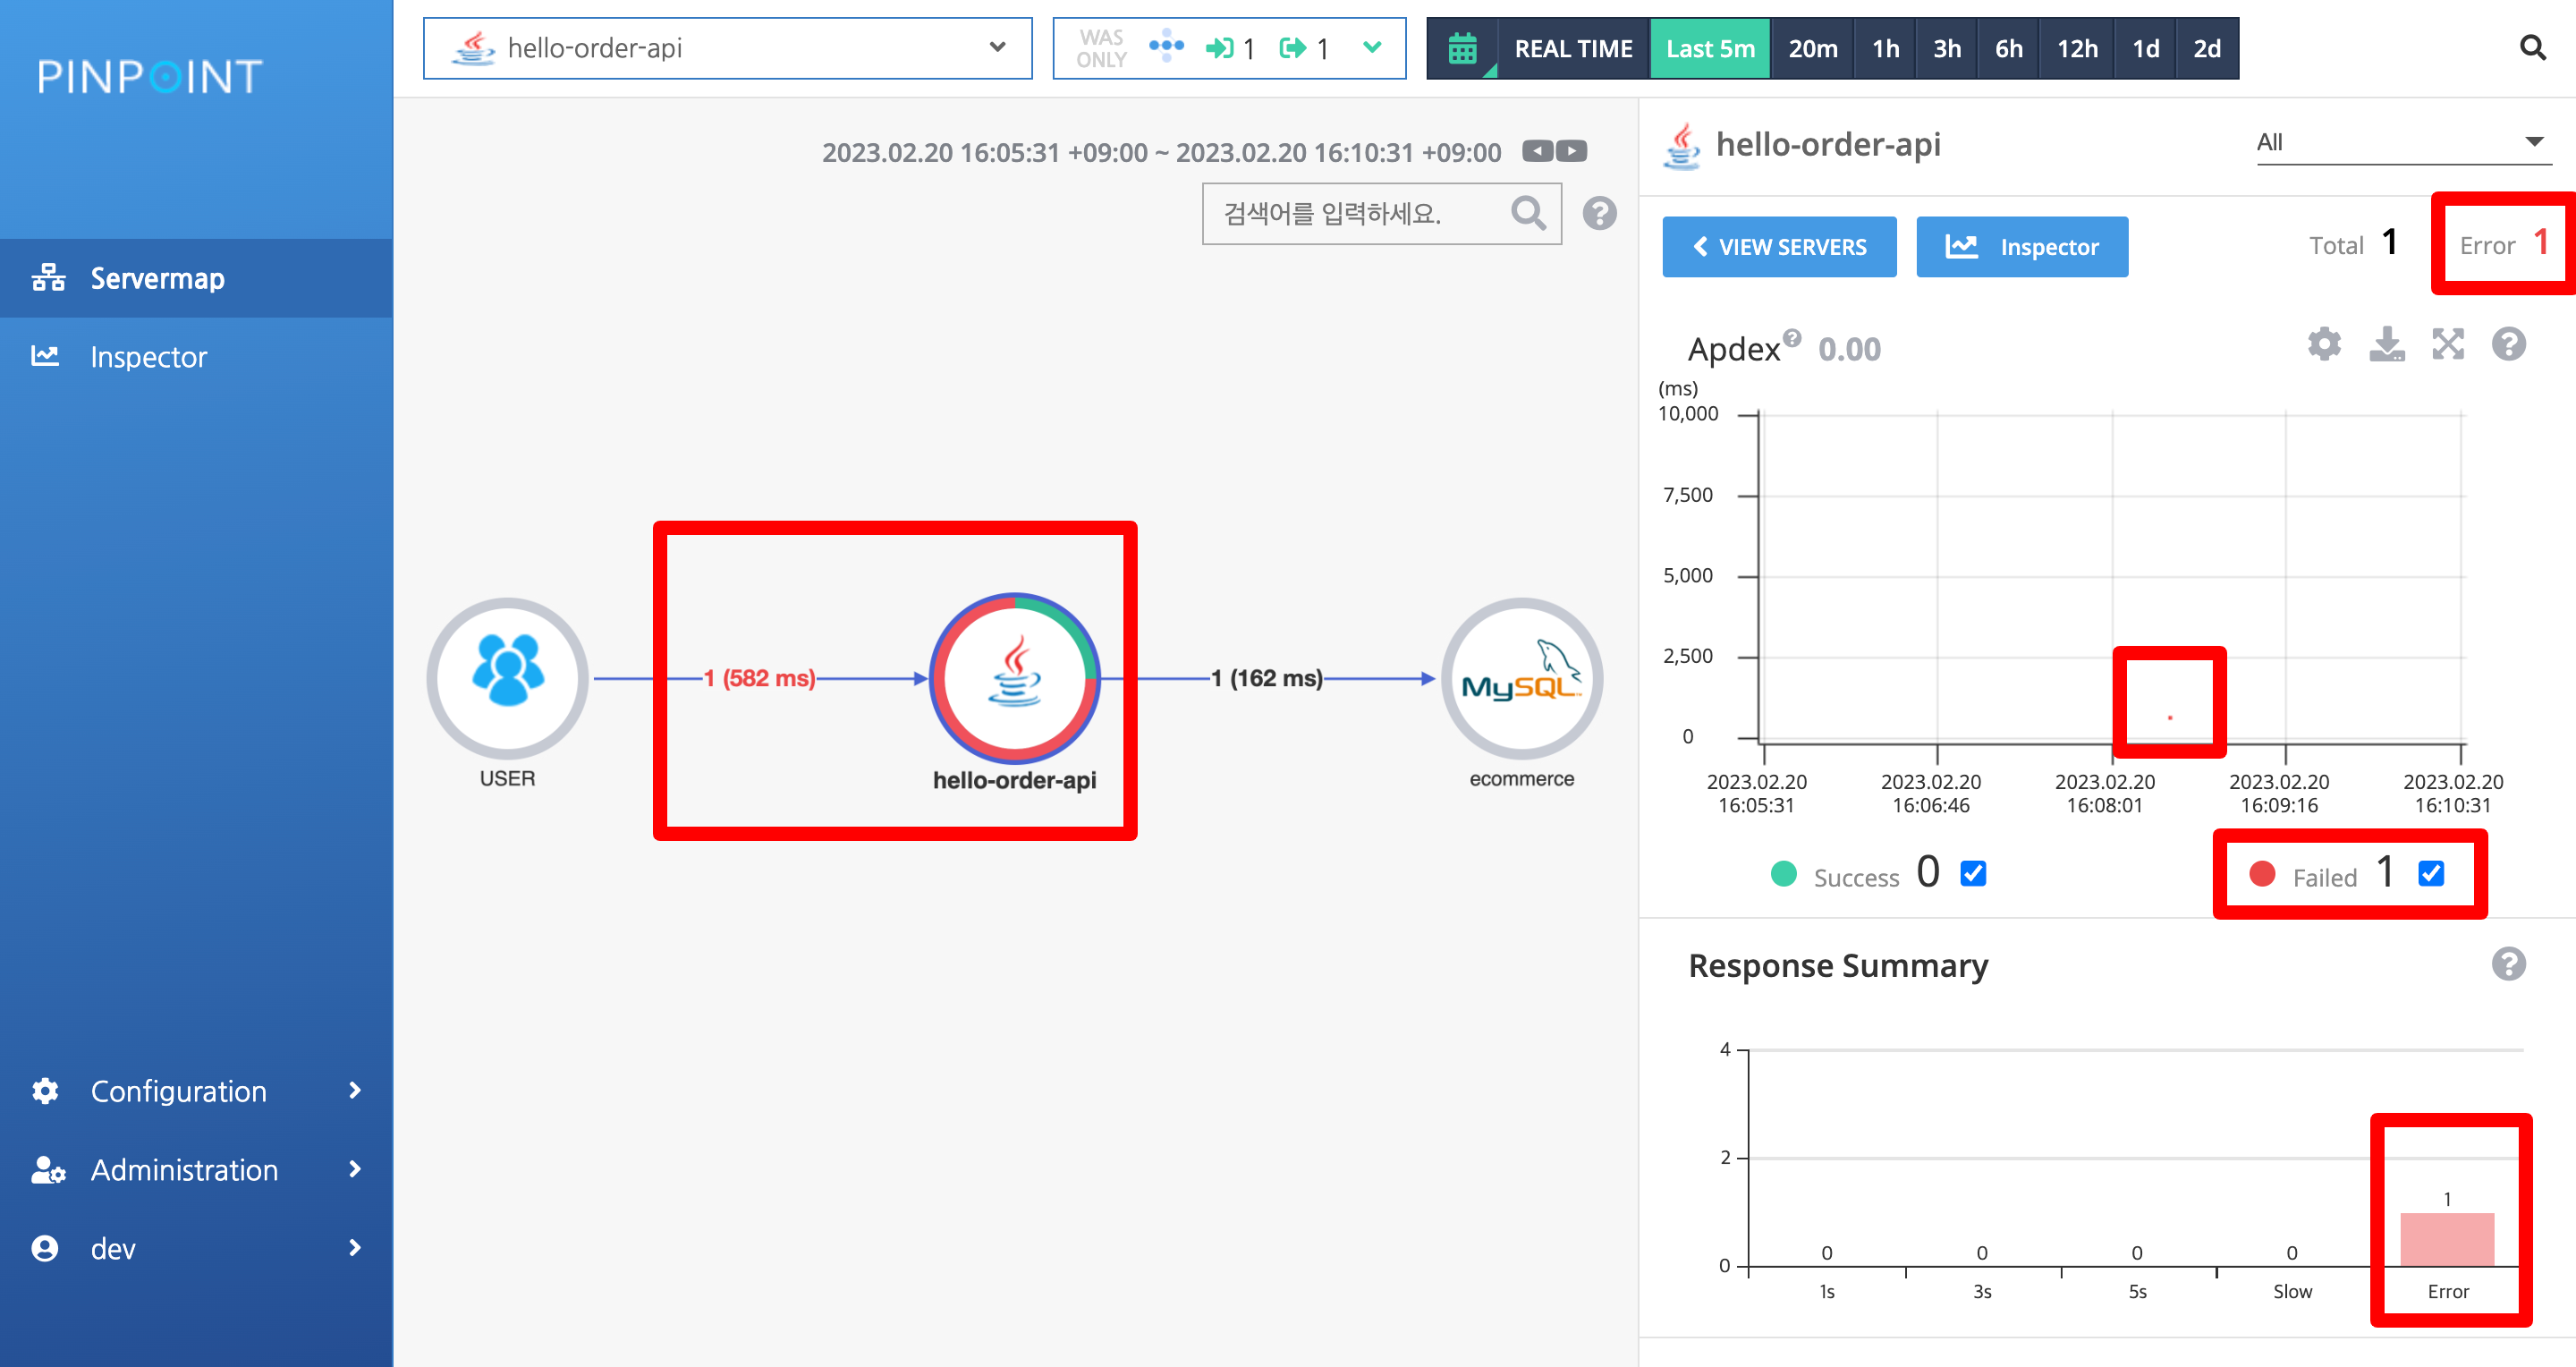 PINPOINT
Servermap
Inspector
Configuration
Administration
dev
hello-order-api
WAS ONLY
1
1
REAL TIME
Last 5m
20m
1h
3h
6h
12h
1d
2d
2023.02.20 16:05:31 +09:00 ~ 2023.02.20 16:10:31 +09:00
검색어를 입력하세요.
USER
1 (582 ms)
hello-order-api
1 (162 ms)
MySQL
ecommerce
hello-order-api
All
VIEW SERVERS
Inspector
Total 1
Error 1
Apdex 0.00
(ms)
10,000
7,500
5,000
2,500
0
2023.02.20 16:05:31
2023.02.20 16:06:46
2023.02.20 16:08:01
2023.02.20 16:09:16
2023.02.20 16:10:31
Success 0
Failed 1
Response Summary
4
2
0
0
0
0
0
1
1s
3s
5s
Slow
Error